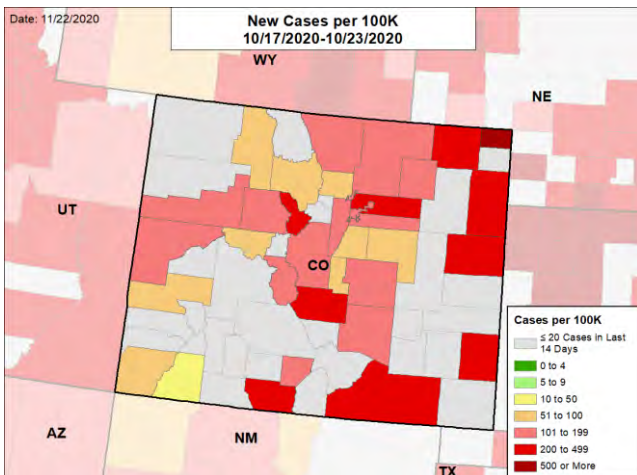 Date: 11/22/2020
New Cases per 100K
10/17/2020-10/23/2020
WY
NE
UT
CO
AZ
NM
TX
Cases per 100K
≤ 20 Cases in Last
14 Days
0 to 4
5 to 9
10 to 50
51 to 100
101 to 199
200 to 499
500 or More